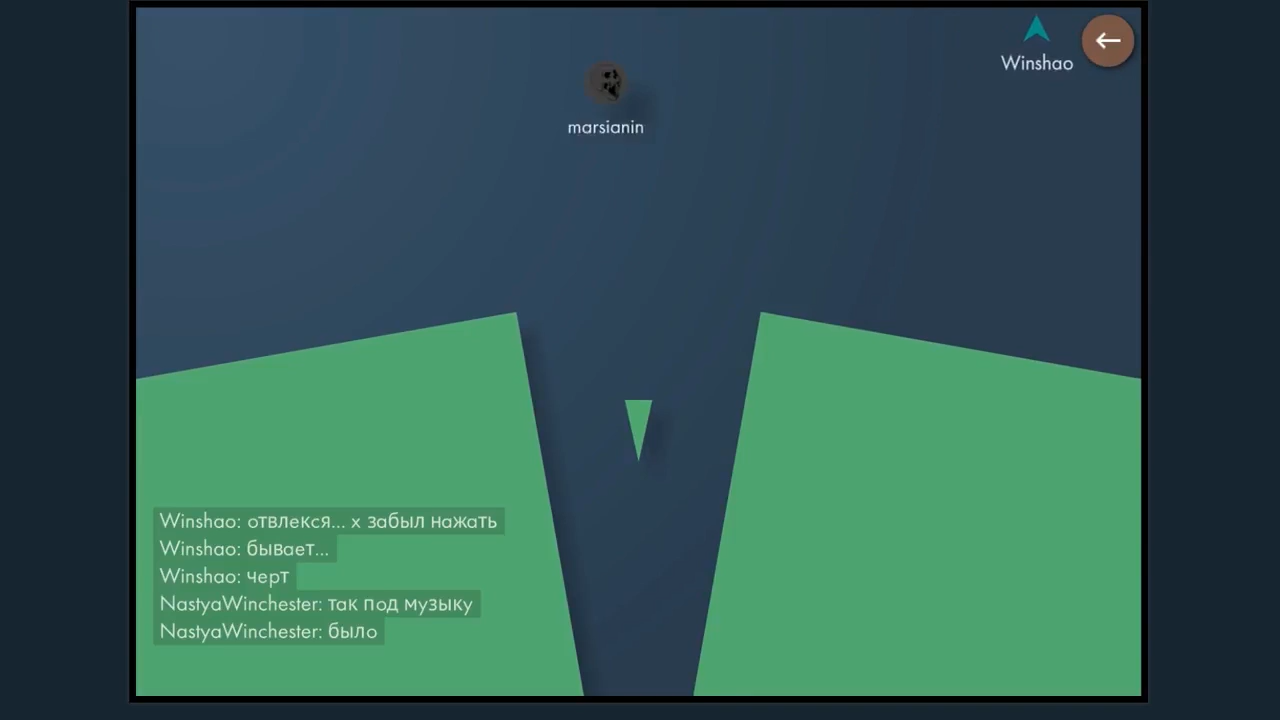 Winshao
marsianin
Winshao: отвлекся... х забыл нажать
Winshao: бывает...
Winshao: черт
NastyaWinchester: так под музыку
NastyaWinchester: было